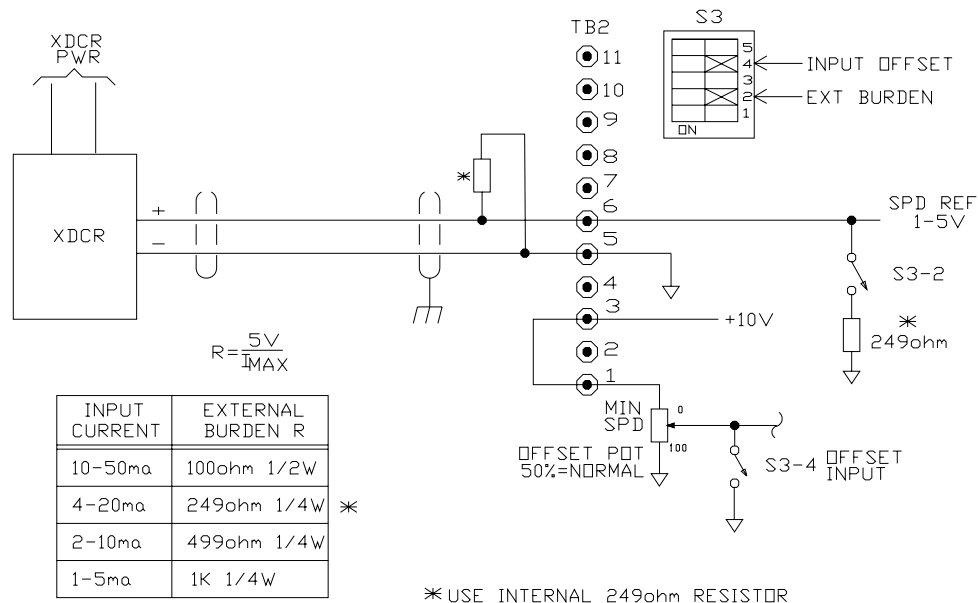 XDCR
PWR
XDCR
+
–
*
TB2
11
10
9
8
7
6
5
4
3
2
1
S3
5
4
3
2
1
ON
INPUT OFFSET
EXT BURDEN
SPD REF
1-5V
S3-2
*
249ohm
+10V
MIN
SPD
0
100
OFFSET POT
50%=NORMAL
S3-4 OFFSET
INPUT
R=5V
IMAX
INPUT CURRENT EXTERNAL BURDEN R
10-50ma 100ohm 1/2W
4-20ma 249ohm 1/4W *
2-10ma 499ohm 1/4W
1-5ma 1K 1/4W
* USE INTERNAL 249ohm RESISTOR